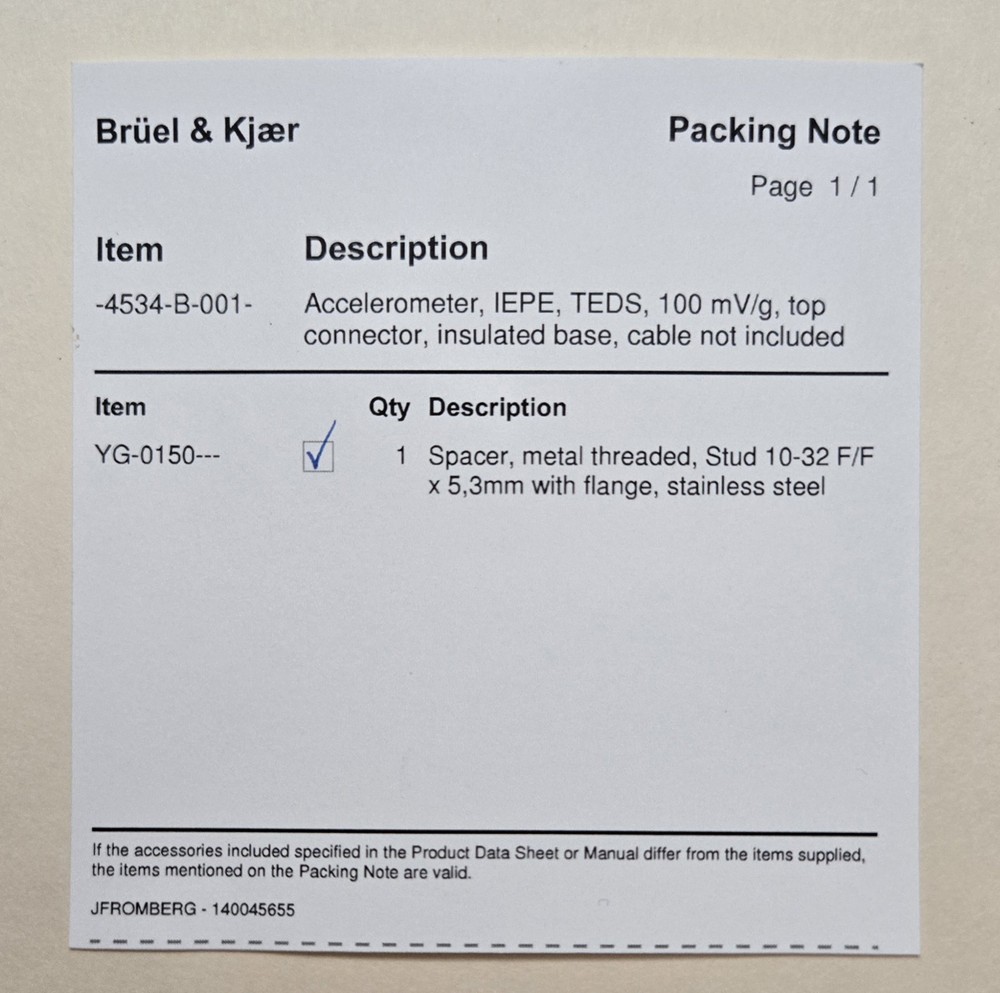 Brüel & Kjær
Packing Note
Page 1 / 1
Item Description
-4534-B-001- Accelerometer, IEPE, TEDS, 100 mV/g, top
connector, insulated base, cable not included
Item Qty Description
YG-0150--- 1 Spacer, metal threaded, Stud 10-32 F/F
x 5,3mm with flange, stainless steel
If the accessories included specified in the Product Data Sheet or Manual differ from the items supplied,
the items mentioned on the Packing Note are valid.
JFROMBERG - 140045655